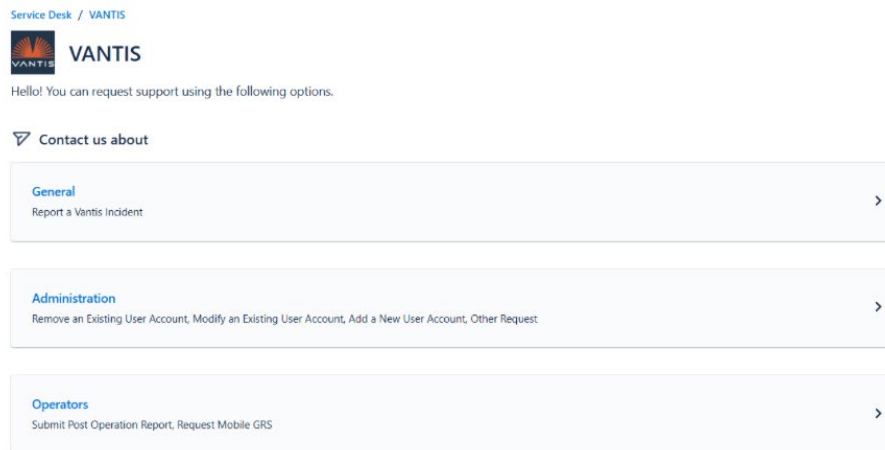 Service Desk / VANTIS
VANTIS
VANTIS
Hello! You can request support using the following options.
Contact us about
General
Report a Vantis Incident
Administration
Remove an Existing User Account, Modify an Existing User Account, Add a New User Account, Other Request
Operators
Submit Post Operation Report, Request Mobile GRS